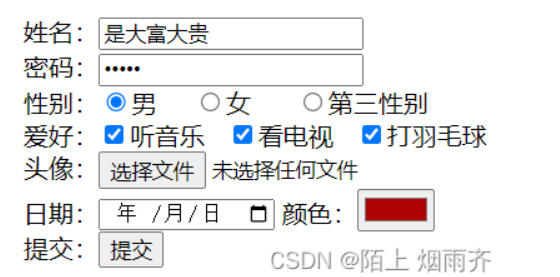 姓名：是大富大贵
密码：•••••
性别：男 女 第三性别
爱好：听音乐 看电视 打羽毛球
头像：选择文件 未选择任何文件
日期：年 /月/日 颜色：
提交：提交
CSDN @陌上 烟雨齐